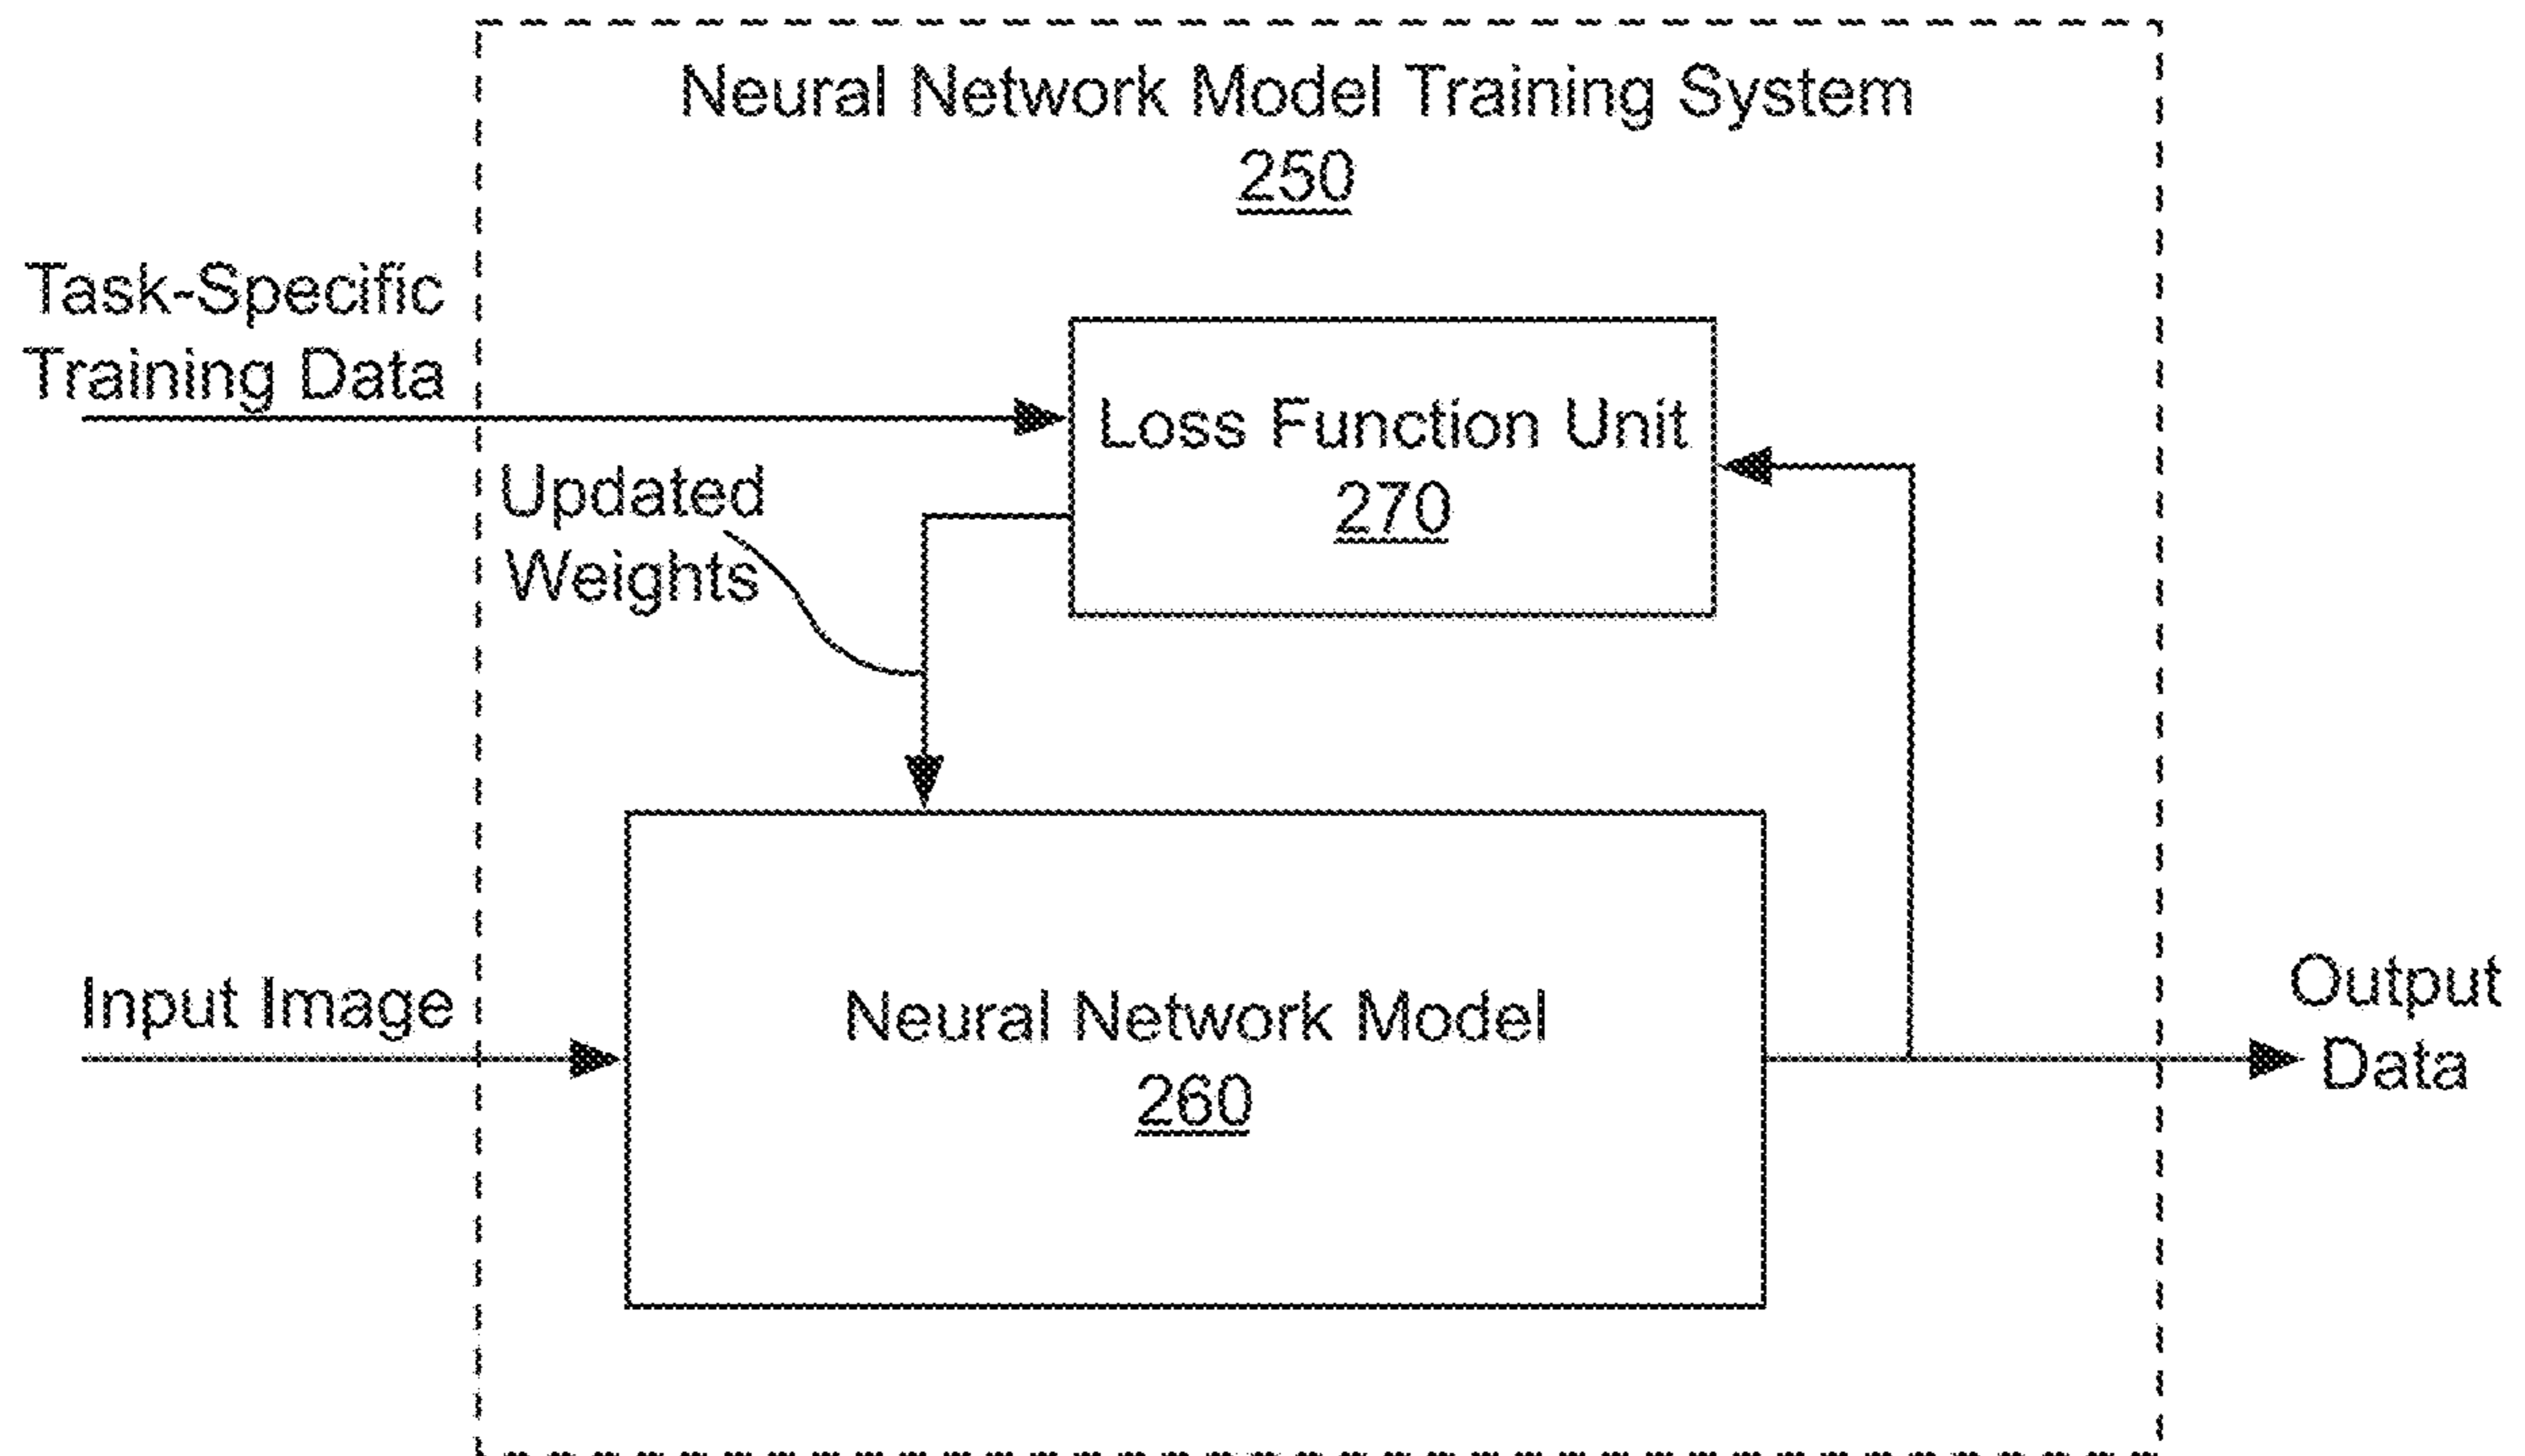 Neural Network Model Training System
250
Task-Specific
Training Data
Loss Function Unit
270
Updated
Weights
Input Image
Neural Network Model
260
Output
Data